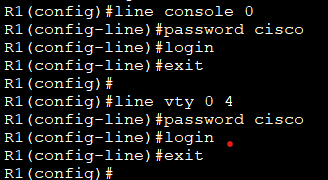 R1(config)#line console 0
R1(config-line)#password cisco
R1(config-line)#login
R1(config-line)#exit
R1(config)#
R1(config)#line vty 0 4
R1(config-line)#password cisco
R1(config-line)#login
R1(config-line)#exit
R1(config)#